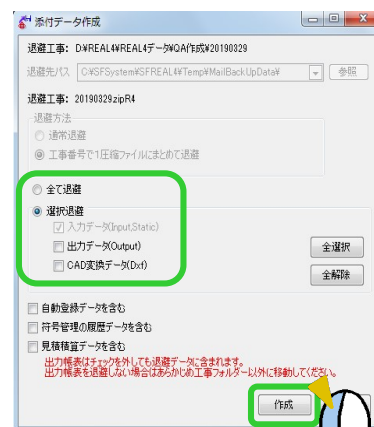 添付データ作成
退避工事: D:¥REAL4¥REAL4データ¥QA作成¥20190329
退避先パス C:¥SFSystem¥SFREAL4¥Temp¥MailBackUpData¥ 参照
退避工事: 20190329.zipR4
退避方法
通常退避
工事番号で1圧縮ファイルにまとめて退避
全て退避
選択退避
入力データ(Input,Static)
出力データ(Output) 全選択
CAD変換データ(Dxf) 全解除
自動登録データを含む
符号管理の履歴データを含む
見積積算データを含む
出力帳表はチェックを外しても退避データに含まれます。
出力帳表を退避しない場合はあらかじめ工事フォルダー以外に移動してください。
作成